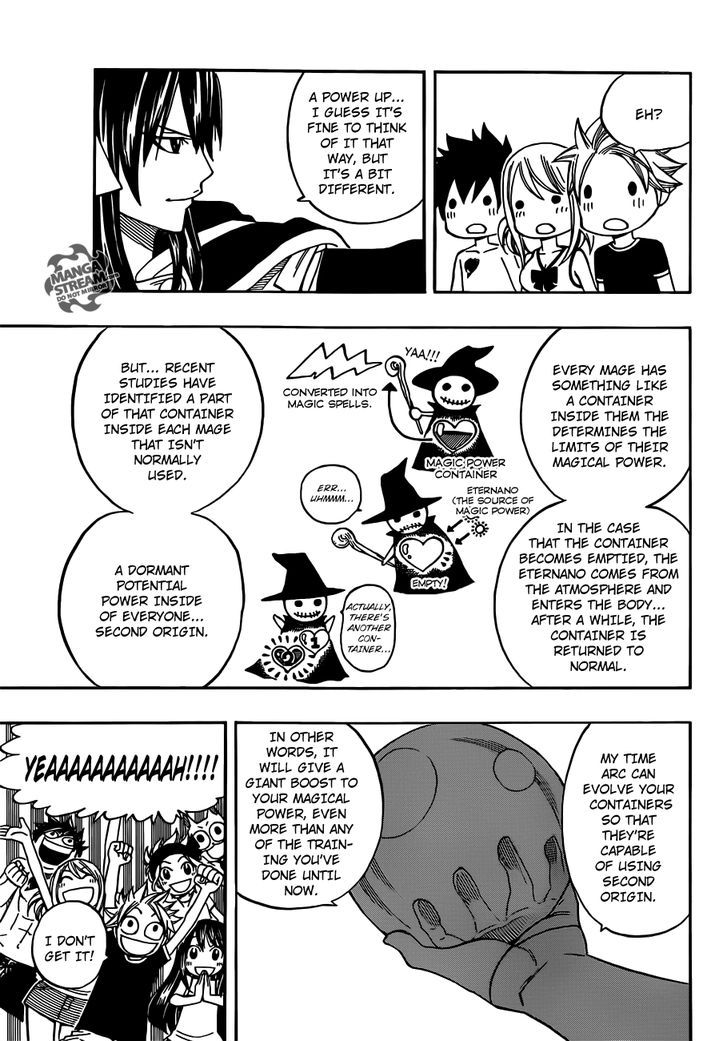 EH?
A POWER UP...
I GUESS IT'S
FINE TO THINK
OF IT THAT
WAY, BUT
IT'S A BIT
DIFFERENT.
MANGA
STREAM
DO NOT MIRROR
EVERY MAGE HAS
SOMETHING LIKE
A CONTAINER
INSIDE THEM THE
DETERMINES THE
LIMITS OF THEIR
MAGICAL POWER.
IN THE CASE
THAT THE CONTAINER
BECOMES EMPTIED, THE
ETERNANO COMES FROM
THE ATMOSPHERE AND
ENTERS THE BODY...
AFTER A WHILE, THE
CONTAINER IS
RETURNED TO
NORMAL.
YAA!!!
CONVERTED INTO
MAGIC SPELLS.
MAGIC POWER
CONTAINER
ERR...
UHMMM...
ETERNANO
(THE SOURCE OF
MAGIC POWER)
EMPTY!
ACTUALLY,
THERE'S
ANOTHER
CON-
TAINER...
2
1
BUT... RECENT
STUDIES HAVE
IDENTIFIED A PART
OF THAT CONTAINER
INSIDE EACH MAGE
THAT ISN'T
NORMALLY
USED.
A DORMANT
POTENTIAL
POWER INSIDE
OF EVERYONE...
SECOND ORIGIN.
MY TIME
ARC CAN
EVOLVE YOUR
CONTAINERS
SO THAT
THEY'RE
CAPABLE
OF USING
SECOND
ORIGIN.
IN OTHER
WORDS, IT
WILL GIVE A
GIANT BOOST TO
YOUR MAGICAL
POWER, EVEN
MORE THAN ANY
OF THE TRAIN-
ING YOU'VE
DONE UNTIL
NOW.
YEAAAAAAAAAAAH!!!!
I DON'T
GET IT!